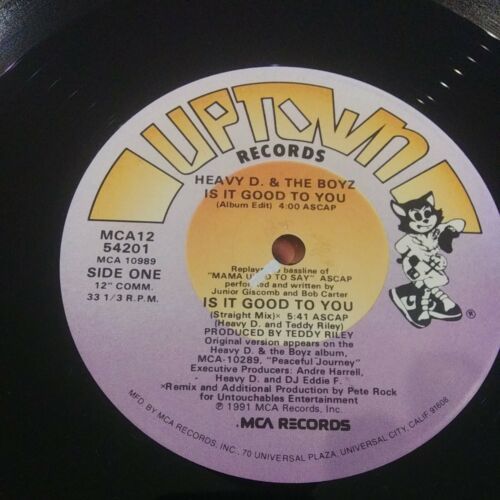 UPTOWN
RECORDS
HEAVY D. & THE BOYZ
IS IT GOOD TO YOU
(Album Edit) 4:00 ASCAP
MCA12
54201
MCA 10989
SIDE ONE
12" COMM.
33 1/3 R.P.M.
Replays the bassline of
"MAMA USED TO SAY" ASCAP
performed and written by
Junior Giscomb and Bob Carter
IS IT GOOD TO YOU
(Straight Mix)× 5:41 ASCAP
(Heavy D. and Teddy Riley)
PRODUCED BY TEDDY RILEY
Original version appears on the
Heavy D. & the Boyz album,
MCA-10289, "Peaceful Journey"
Executive Producers: Andre Harrell,
Heavy D. and DJ Eddie F.
×Remix and Additional Production by Pete Rock
for Untouchables Entertainment
℗ 1991 MCA Records, Inc.
MCA RECORDS
MFD. BY MCA RECORDS, INC., 70 UNIVERSAL PLAZA, UNIVERSAL CITY, CALIF. 91608
®